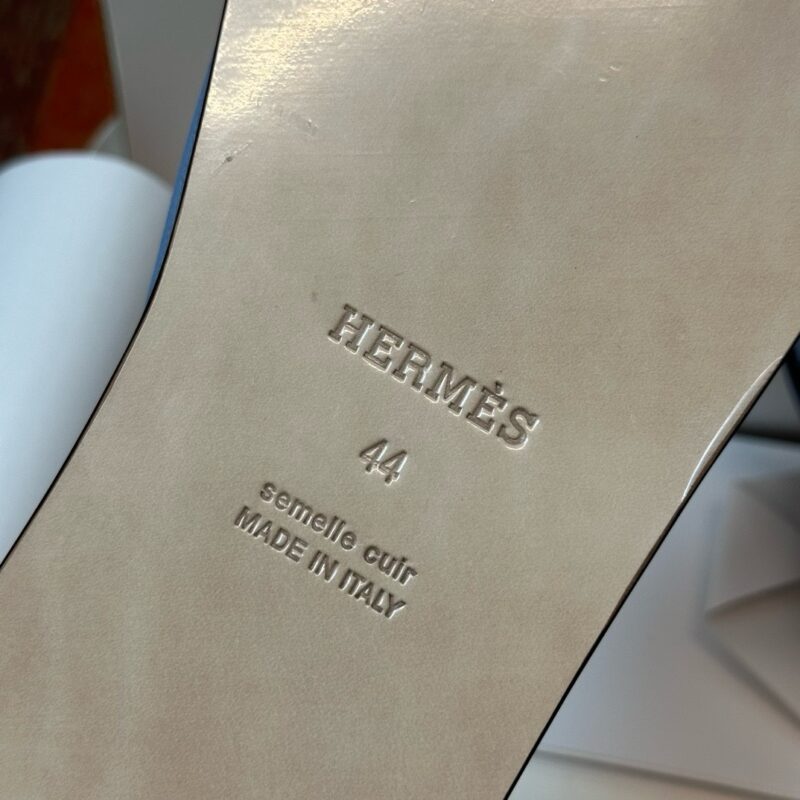 HERMÈS
44
semelle cuir
MADE IN ITALY